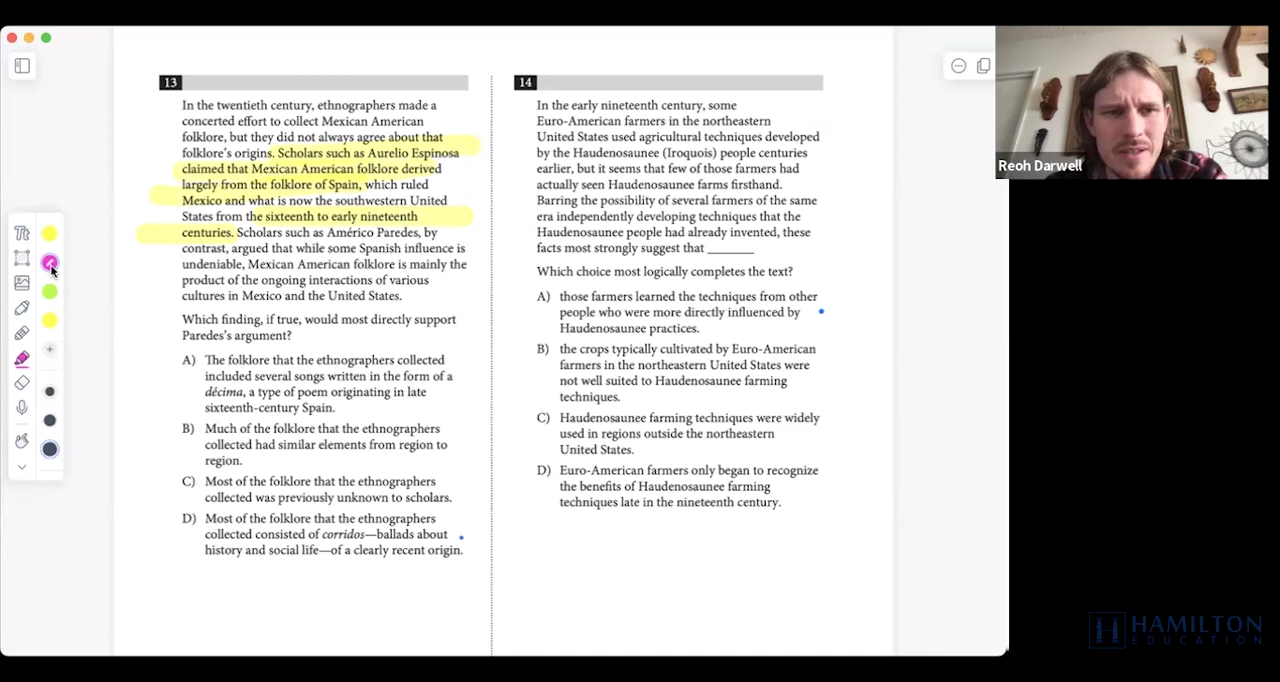 13
In the twentieth century, ethnographers made a
concerted effort to collect Mexican American
folklore, but they did not always agree about that
folklore's origins. Scholars such as Aurelio Espinosa
claimed that Mexican American folklore derived
largely from the folklore of Spain, which ruled
Mexico and what is now the southwestern United
States from the sixteenth to early nineteenth
centuries. Scholars such as Américo Paredes, by
contrast, argued that while some Spanish influence is
undeniable, Mexican American folklore is mainly the
product of the ongoing interactions of various
cultures in Mexico and the United States.
Which finding, if true, would most directly support
Paredes's argument?
A) The folklore that the ethnographers collected
included several songs written in the form of a
décima, a type of poem originating in late
sixteenth-century Spain.
B) Much of the folklore that the ethnographers
collected had similar elements from region to
region.
C) Most of the folklore that the ethnographers
collected was previously unknown to scholars.
D) Most of the folklore that the ethnographers
collected consisted of corridos—ballads about
history and social life—of a clearly recent origin.
14
In the early nineteenth century, some
Euro-American farmers in the northeastern
United States used agricultural techniques developed
by the Haudenosaunee (Iroquois) people centuries
earlier, but it seems that few of those farmers had
actually seen Haudenosaunee farms firsthand.
Barring the possibility of several farmers of the same
era independently developing techniques that the
Haudenosaunee people had already invented, these
facts most strongly suggest that _______
Which choice most logically completes the text?
A) those farmers learned the techniques from other
people who were more directly influenced by
Haudenosaunee practices.
B) the crops typically cultivated by Euro-American
farmers in the northeastern United States were
not well suited to Haudenosaunee farming
techniques.
C) Haudenosaunee farming techniques were widely
used in regions outside the northeastern
United States.
D) Euro-American farmers only began to recognize
the benefits of Haudenosaunee farming
techniques late in the nineteenth century.
Reoh Darwell
Tt
HAMILTON
EDUCATION